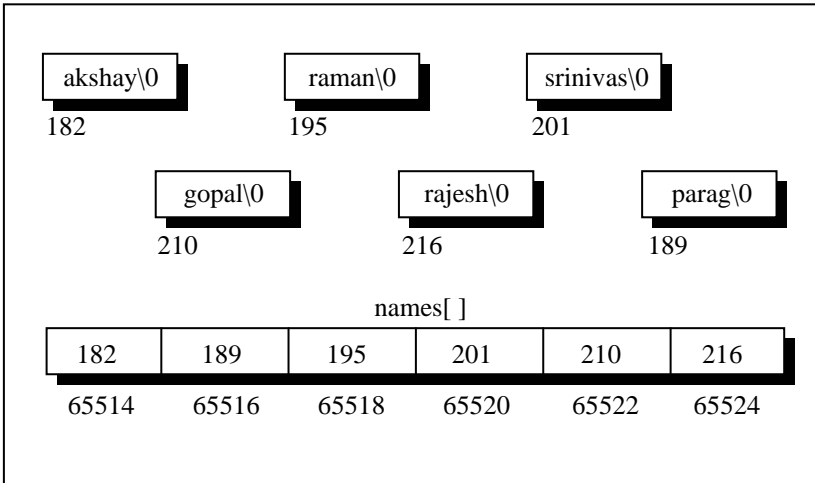 akshay\0 raman\0 srinivas\0
182 195 201
gopal\0 rajesh\0 parag\0
210 216 189
names[ ]
182 189 195 201 210 216
65514 65516 65518 65520 65522 65524